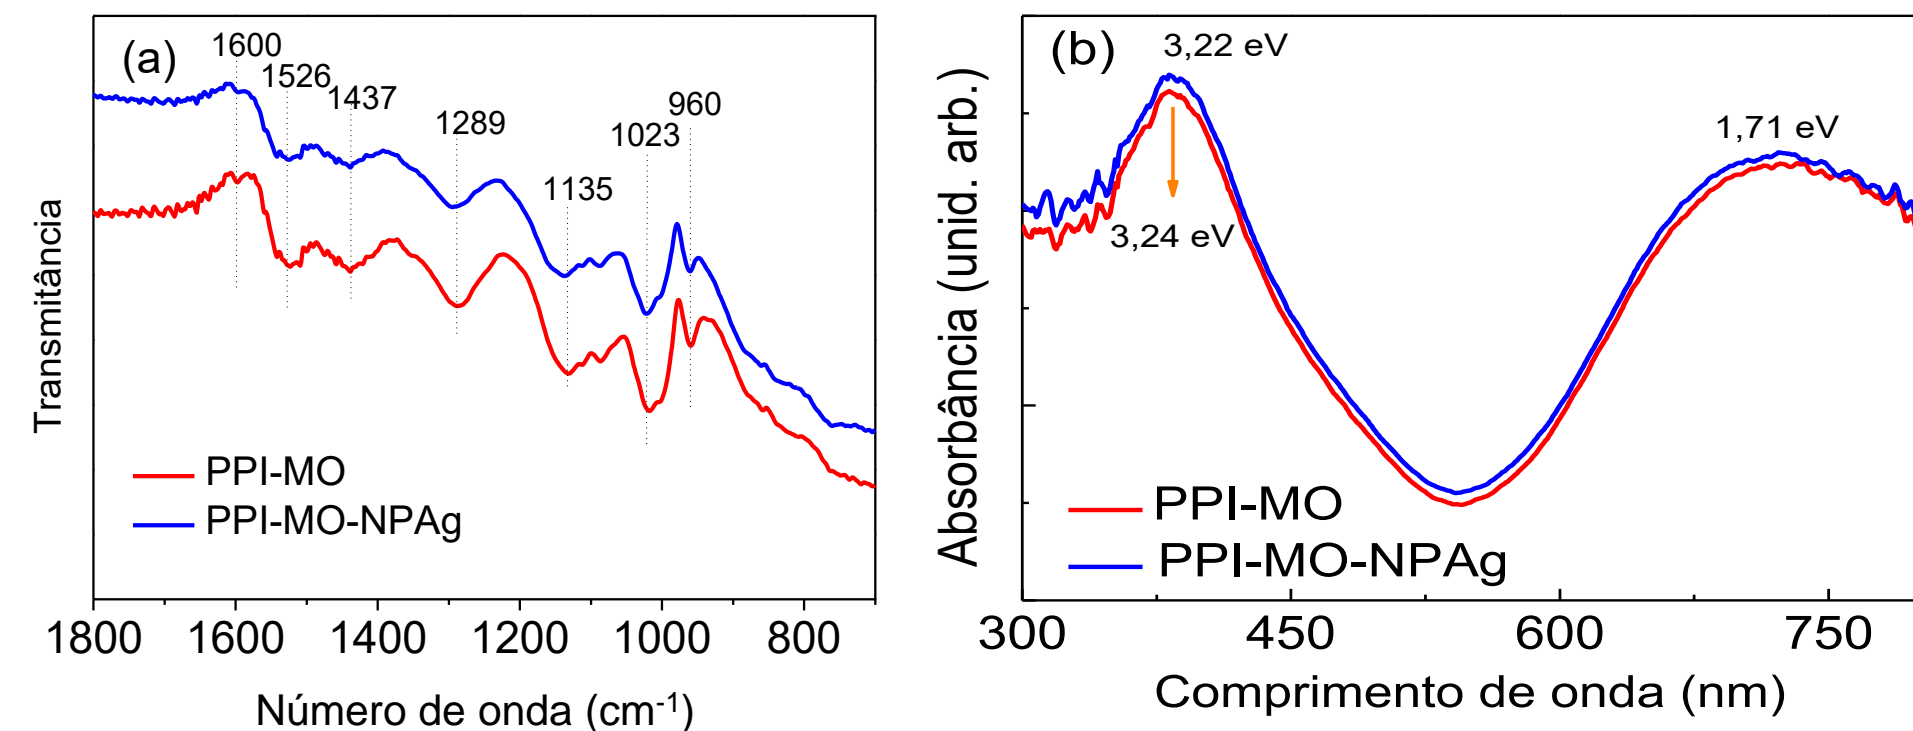 (a)
1600
1526
1437
1289
1135
1023
960
Transmitância
PPI-MO
PPI-MO-NPAg
1800 1600 1400 1200 1000 800
Número de onda (cm⁻¹)
(b)
3,22 eV
3,24 eV
1,71 eV
Absorbância (unid. arb.)
PPI-MO
PPI-MO-NPAg
300 450 600 750
Comprimento de onda (nm)